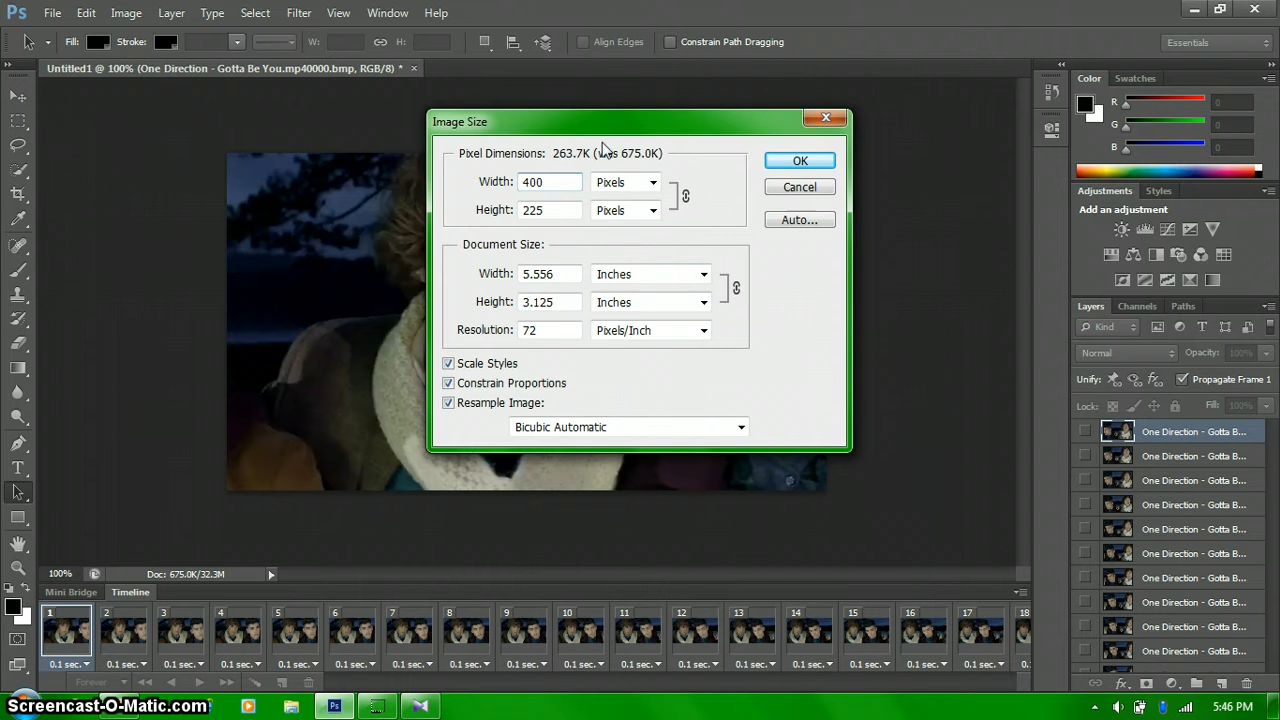 Ps File Edit Image Layer Type Select Filter 3D View Window Help
Fill: Stroke: W: H: Align Edges Constrain Path Dragging Essentials
Untitled1 @ 100% (One Direction - Gotta Be You.mp40000.bmp, RGB/8) *
Image Size
Pixel Dimensions: 263.7K (was 675.0K)
Width: 400 Pixels
Height: 225 Pixels
OK
Cancel
Auto...
Document Size:
Width: 5.556 Inches
Height: 3.125 Inches
Resolution: 72 Pixels/Inch
Scale Styles
Constrain Proportions
Resample Image:
Bicubic Automatic
Color Swatches
R 0
G 0
B 0
Adjustments Styles
Add an adjustment
Layers Channels Paths
Kind
Normal Opacity: 100%
Unify: Propagate Frame 1
Lock: Fill: 100%
One Direction - Gotta B...
One Direction - Gotta B...
One Direction - Gotta B...
One Direction - Gotta B...
One Direction - Gotta B...
One Direction - Gotta B...
One Direction - Gotta B...
One Direction - Gotta B...
One Direction - Gotta B...
One Direction - Gotta B...
100% Doc: 675.0K/32.3M
Mini Bridge Timeline
1 2 3 4 5 6 7 8 9 10 11 12 13 14 15 16 17 18
0.1 sec. 0.1 sec. 0.1 sec. 0.1 sec. 0.1 sec. 0.1 sec. 0.1 sec. 0.1 sec. 0.1 sec. 0.1 sec. 0.1 sec. 0.1 sec. 0.1 sec. 0.1 sec. 0.1 sec. 0.1 sec. 0.1 sec. 0.1
Forever
Screencast-O-Matic.com
Ps
5:46 PM